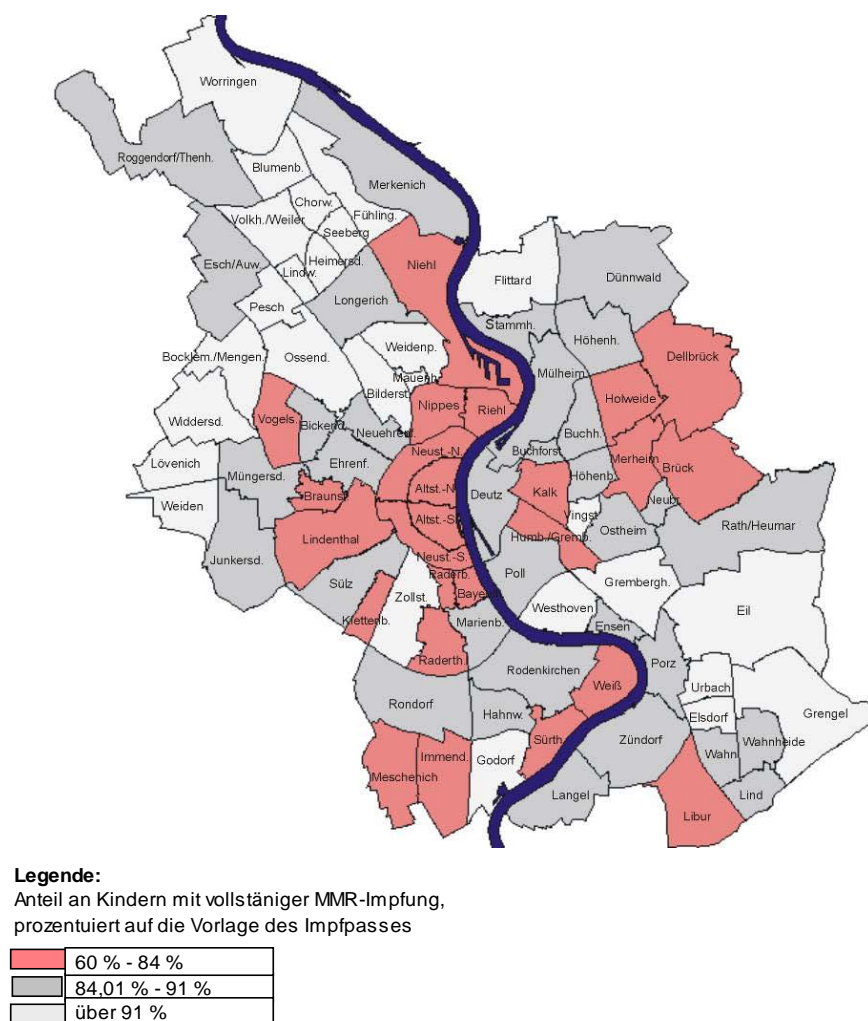 Worringen
Roggendorf/Thenh.
Blumenb.
Merkenich
Chorw.
Volkh./Weiler
Fühling.
Seeberg
Heimersd.
Esch/Auw.
Lindw.
Niehl
Flittard
Dünnwald
Pesch
Longerich
Stammh.
Höhenh.
Weidenp.
Bocklem./Mengen.
Ossend.
Dellbrück
Mauenh.
Mülheim
Bilderst.
Holweide
Nippes
Riehl
Widdersd.
Vogels.
Bickend.
Neuehrenf.
Buchh.
Neust.-N.
Buchforst
Merheim
Lövenich
Ehrenf.
Brück
Müngersd.
Höhenb.
Altst.-N.
Deutz
Kalk
Brauns.
Neubr.
Weiden
Vingst
Altst.-S.
Ostheim
Rath/Heumar
Lindenthal
Humb./Gremb.
Junkersd.
Neust.-S.
Poll
Raderb.
Sülz
Grembergh.
Bayenth.
Zollst.
Westhoven
Eil
Klettenb.
Marienb.
Ensen
Raderth.
Porz
Rodenkirchen
Weiß
Urbach
Rondorf
Grengel
Hahnw.
Elsdorf
Sürth.
Zündorf
Wahn
Wahnheide
Immend.
Godorf
Meschenich
Langel
Lind
Libur
Legende:
Anteil an Kindern mit vollstäniger MMR-Impfung,
prozentuiert auf die Vorlage des Impfpasses
60 % - 84 %
84,01 % - 91 %
über 91 %